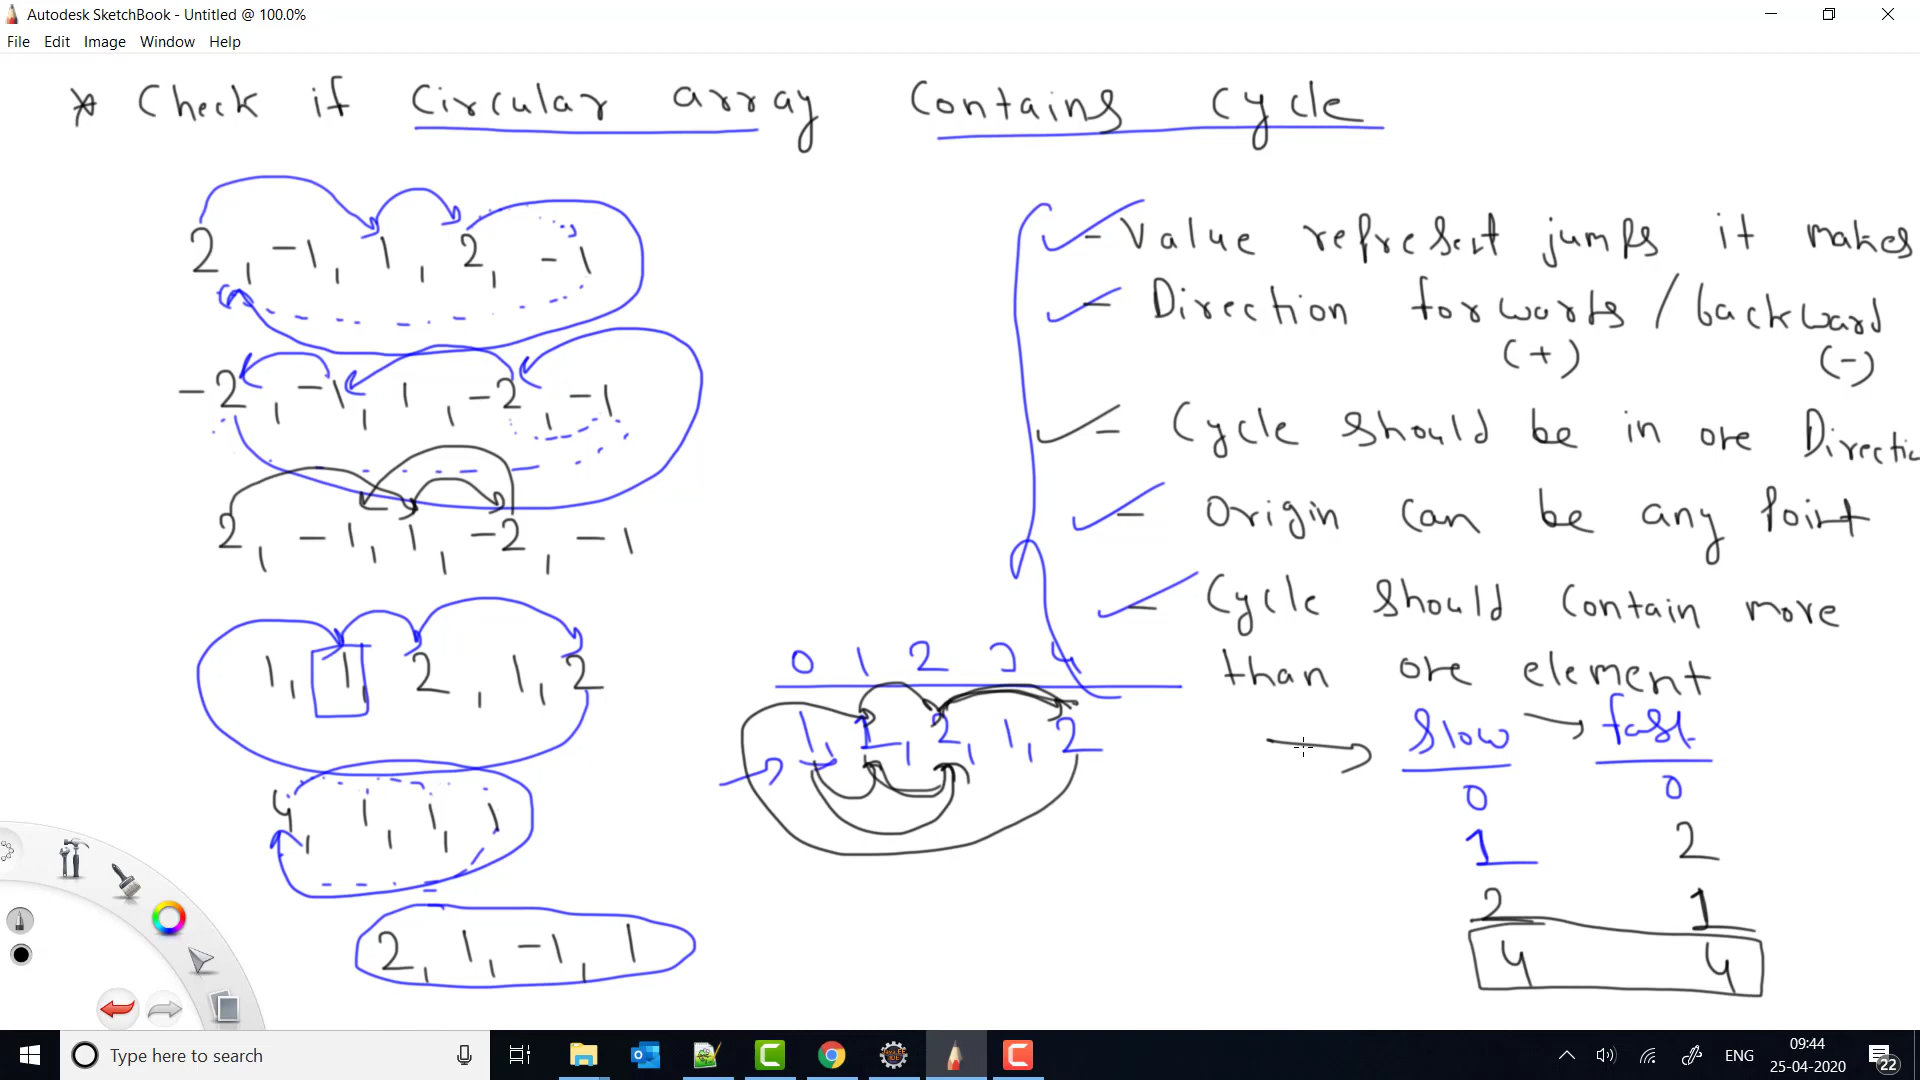 Autodesk SketchBook - Untitled @ 100.0%
File Edit Image Window Help
* Check if Circular array Contains Cycle
2, -1, 1, 2, -1
-2, -1, 1, -2, -1
2, -1, 1, -2, -1
1, 1, 2, 1, 2
4, 1, 1, 1
2, 1, -1, 1
- Value represent jumps it makes
- Direction forwarts / backward
(+) (-)
- Cycle should be in one Directio
- Origin can be any Point
- Cycle should contain more
than one element
0 1 2 3 4
1, 1, 2, 1, 2
slow fast
0 0
1 2
2 1
4 4
Type here to search
ENG
09:44
25-04-2020
22